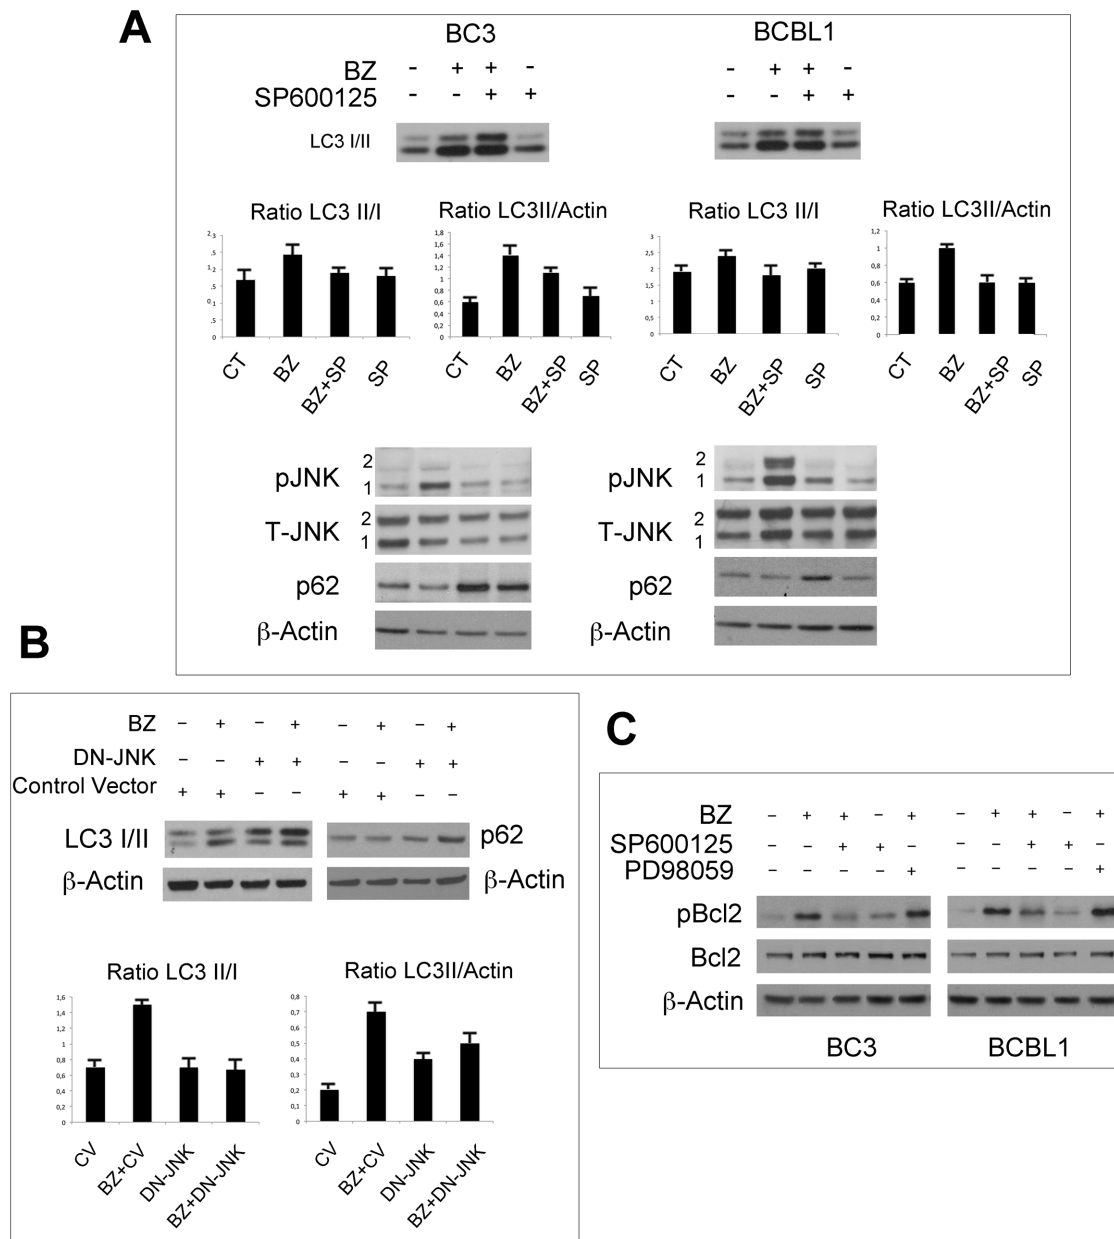 A
BC3 BCBL1
BZ - + + - - + + -
SP600125 - - + + - - + +
LC3 I/II
Ratio LC3 II/I Ratio LC3II/Actin Ratio LC3 II/I Ratio LC3II/Actin
1,8
1,6
1,4
1,2
1
0,8
0,6
0,4
0,2
0
3
2,5
2
1,5
1
0,5
0
1,2
1
0,8
0,6
0,4
0,2
0
CT BZ BZ+SP SP CT BZ BZ+SP SP CT BZ BZ+SP SP CT BZ BZ+SP SP
pJNK 2 1 pJNK 2 1
T-JNK 2 1 T-JNK 2 1
p62 p62
β-Actin β-Actin
B
BZ - + - + - + - +
DN-JNK - - + + - - + +
Control Vector + + - - + + - -
LC3 I/II p62
β-Actin β-Actin
Ratio LC3 II/I Ratio LC3II/Actin
1,6
1,4
1,2
1
0,8
0,6
0,4
0,2
0
0,8
0,7
0,6
0,5
0,4
0,3
0,2
0,1
0
CV BZ+CV DN-JNK BZ+DN-JNK CV BZ+CV DN-JNK BZ+DN-JNK
C
BZ - + + - + - + + - +
SP600125 - - + + - - - + + -
PD98059 - - - - + - - - - +
pBcl2
Bcl2
β-Actin
BC3 BCBL1